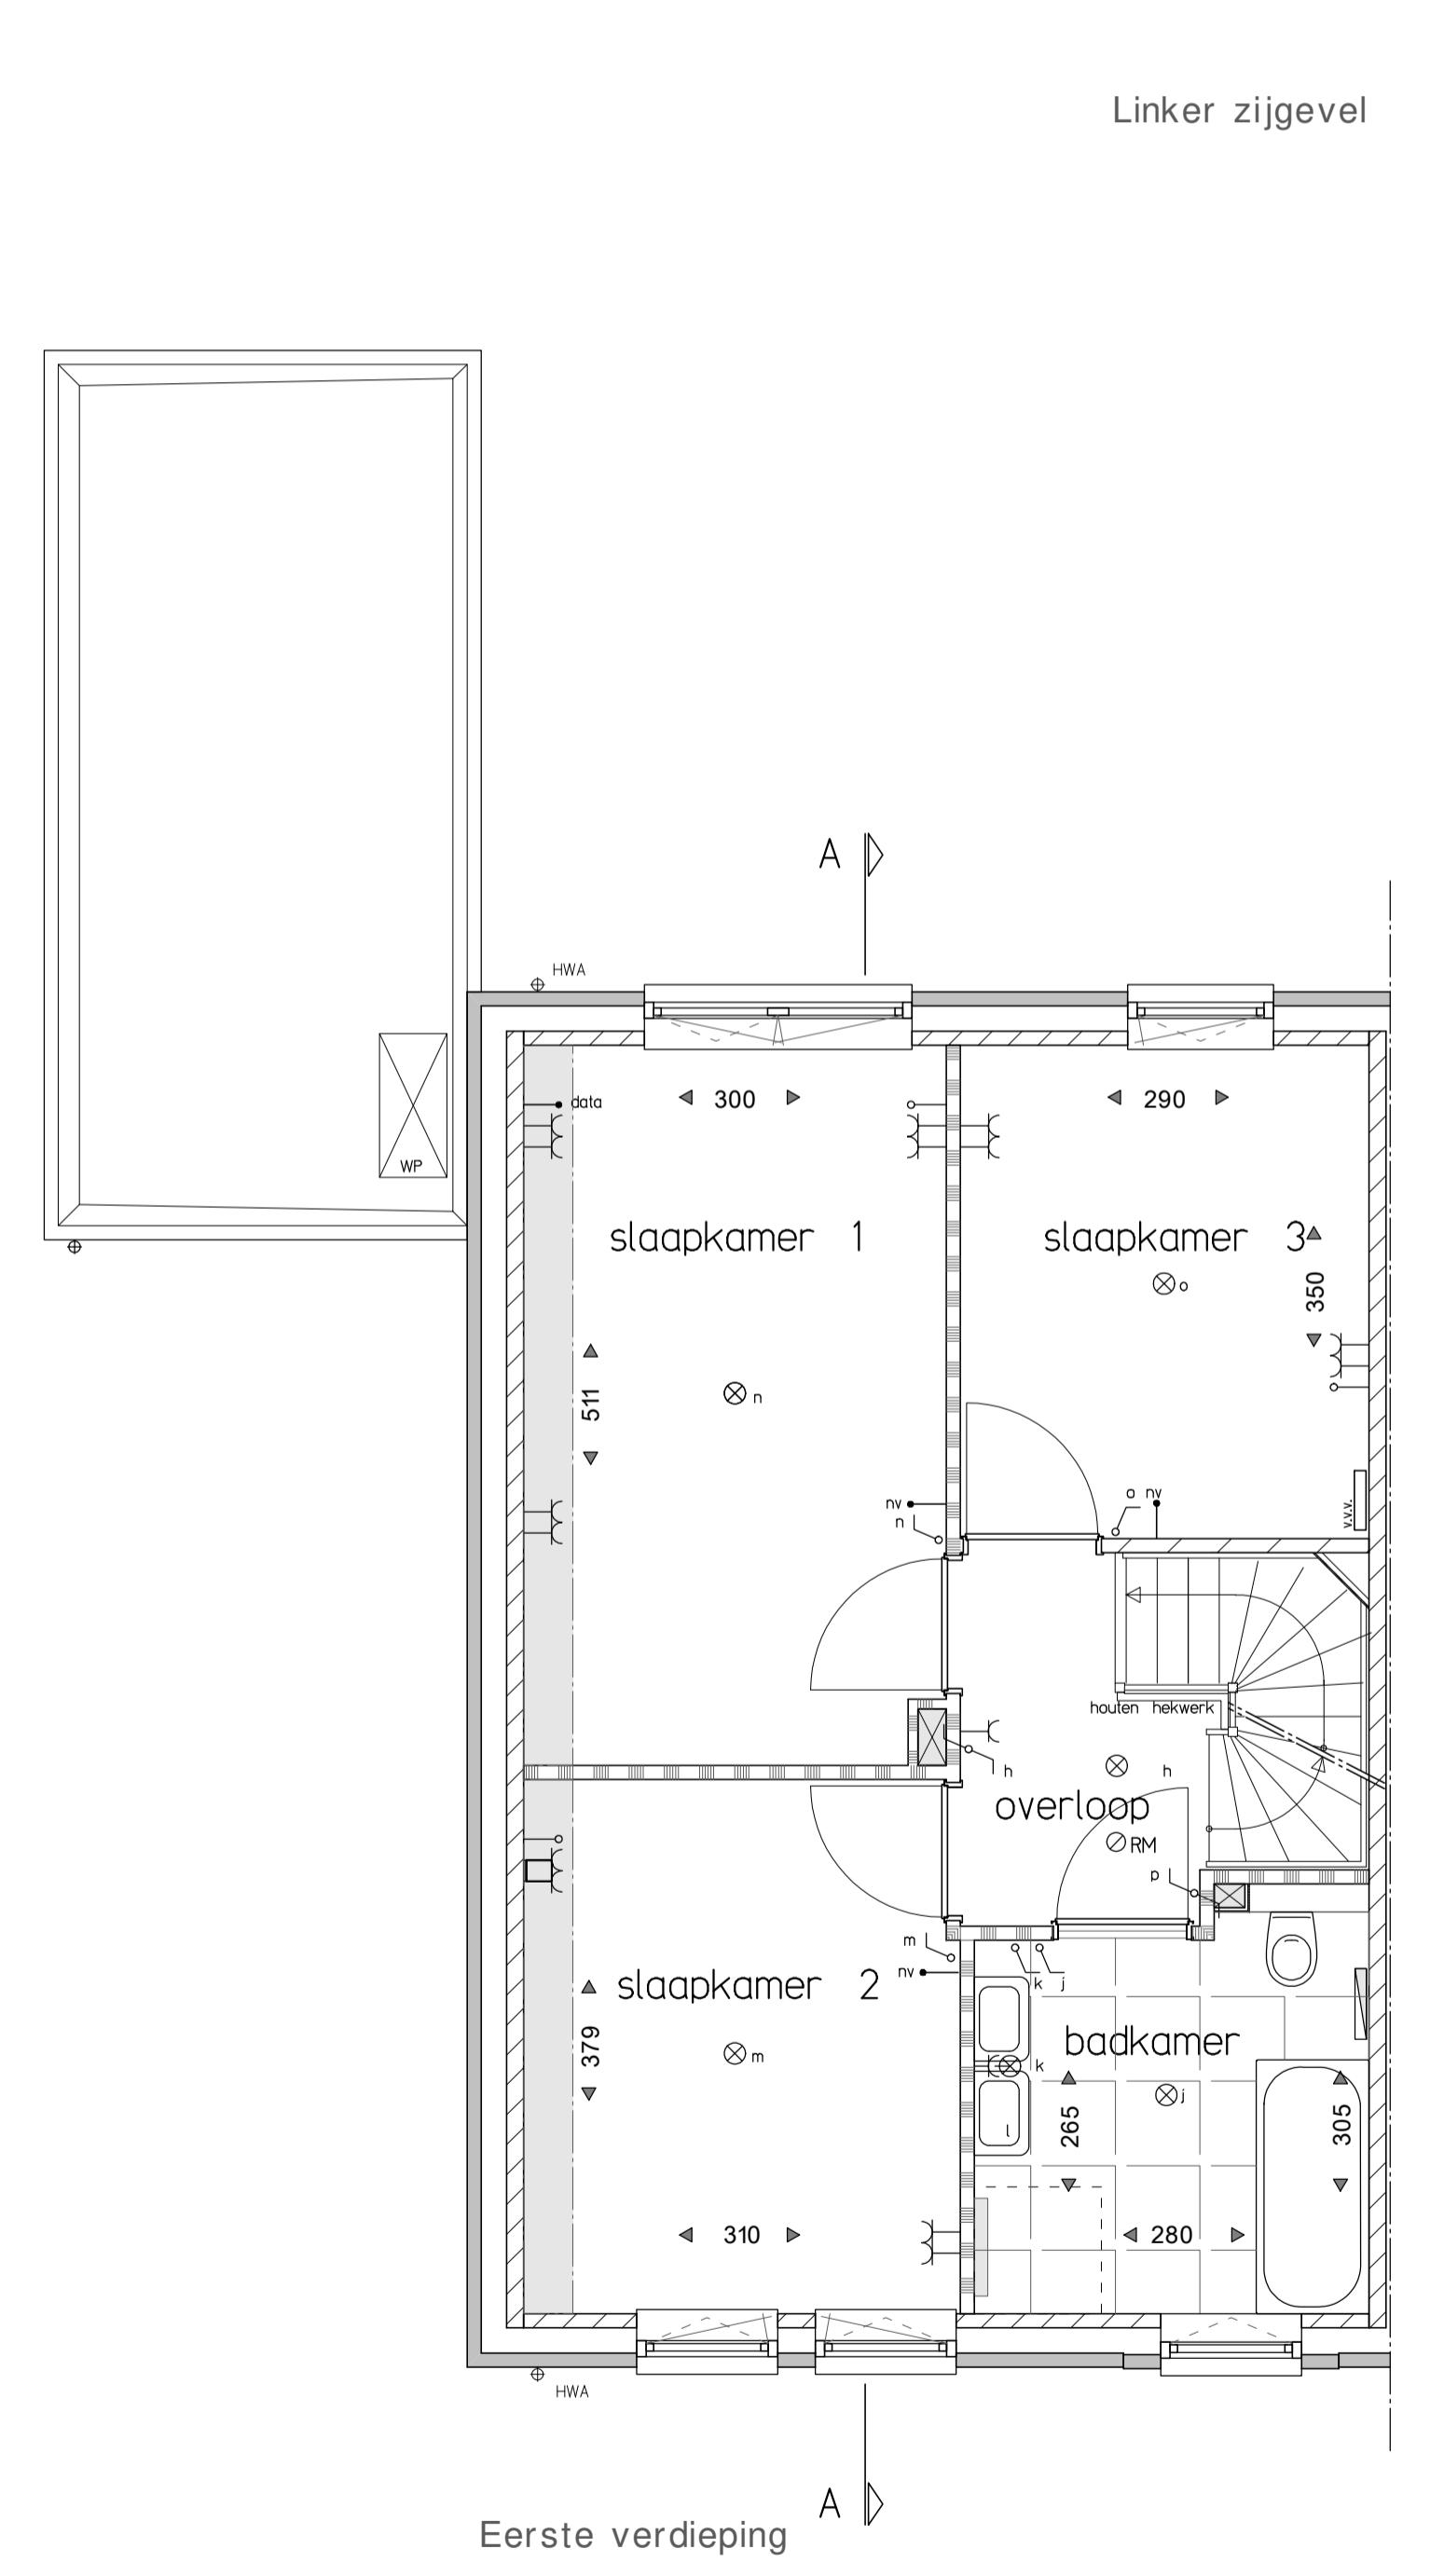 Linker zijgevel
A
HWA
data
300
290
WP
slaapkamer 1
slaapkamer 3
o
350
n
511
o nv
nv
n
v.v.v.
houten hekwerk
h
h
overloop
RM
p
m
nv
k j
slaapkamer 2
badkamer
379
m
k
j
265
305
l
310
280
HWA
A
Eerste verdieping